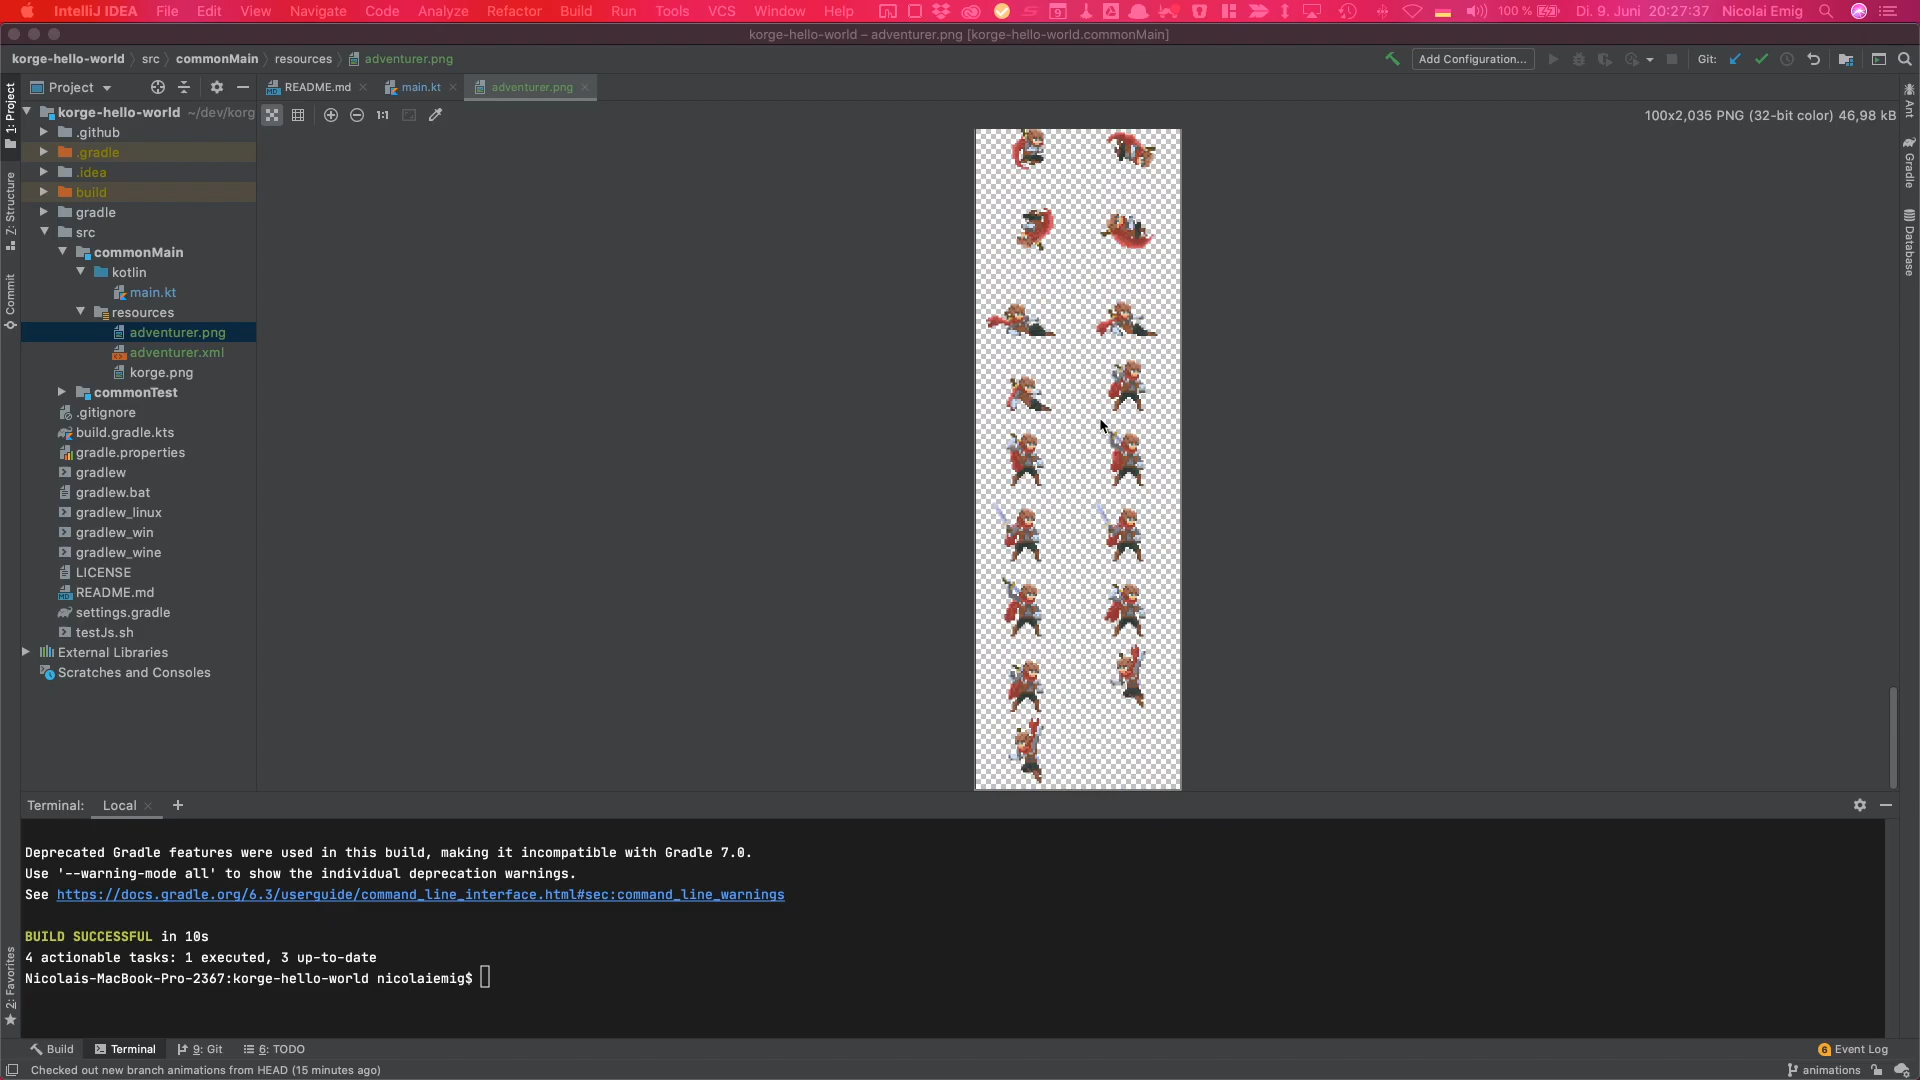 IntelliJ IDEA File Edit View Navigate Code Analyze Refactor Build Run Tools VCS Window Help 9 100 % Di. 9. Juni 20:27:37 Nicolai Emig
korge-hello-world – adventurer.png [korge-hello-world.commonMain]
korge-hello-world src commonMain resources adventurer.png Add Configuration... Git:
1: Project
Project
README.md main.kt adventurer.png
korge-hello-world ~/dev/korg
1:1
100x2,035 PNG (32-bit color) 46,98 kB
.github
.gradle
.idea
build
gradle
src
commonMain
kotlin
main.kt
resources
adventurer.png
adventurer.xml
korge.png
commonTest
.gitignore
build.gradle.kts
gradle.properties
gradlew
gradlew.bat
gradlew_linux
gradlew_win
gradlew_wine
LICENSE
README.md
settings.gradle
testJs.sh
External Libraries
Scratches and Consoles
Z: Structure
Commit
2: Favorites
Ant
Gradle
Database
Terminal: Local
Deprecated Gradle features were used in this build, making it incompatible with Gradle 7.0.
Use '--warning-mode all' to show the individual deprecation warnings.
See https://docs.gradle.org/6.3/userguide/command_line_interface.html#sec:command_line_warnings
BUILD SUCCESSFUL in 10s
4 actionable tasks: 1 executed, 3 up-to-date
Nicolais-MacBook-Pro-2367:korge-hello-world nicolaiemig$
Build Terminal 9: Git 6: TODO 6 Event Log
Checked out new branch animations from HEAD (15 minutes ago) animations